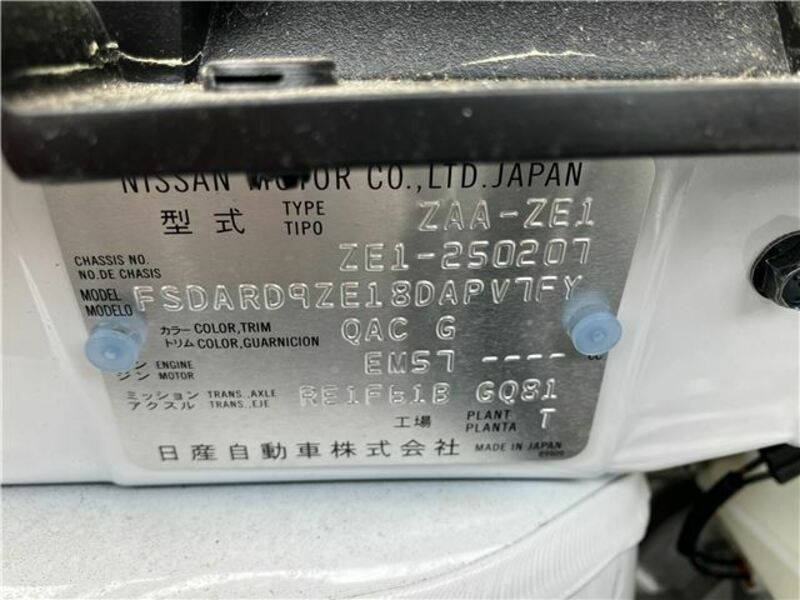 NISSAN MOTOR CO.,LTD.JAPAN
型式 TYPE TIPO ZAA-ZE1
CHASSIS NO. NO.DE CHASIS ZE1-250207
MODEL MODELO FSDARD9ZE18DAPV7FY
カラー COLOR,TRIM トリム COLOR,GUARNICION QAC G
ジン ENGINE MOTOR EM57 ---- cc
ミッション TRANS.,AXLE アクスル TRANS.,EJE RE1F61B GQ81
工場 PLANT PLANTA T
日産自動車株式会社 MADE IN JAPAN